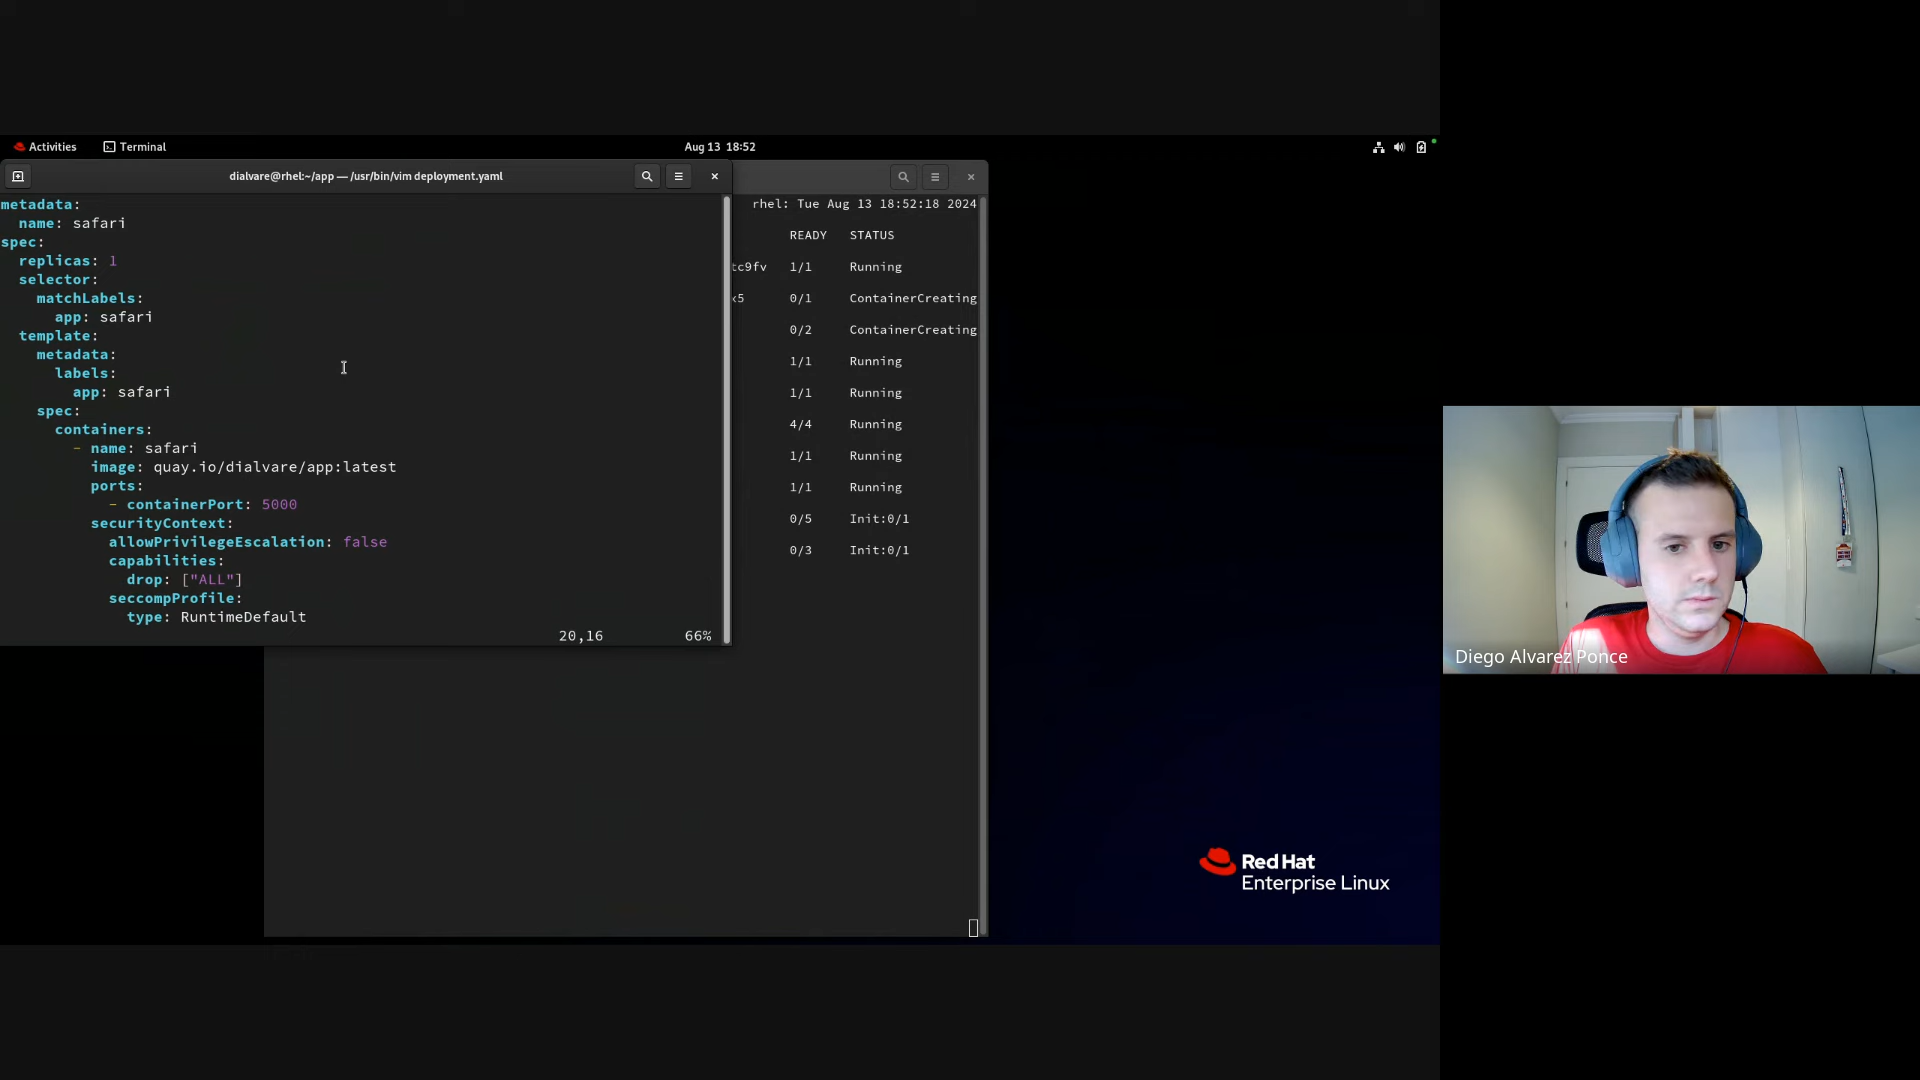 Activities
Terminal
Aug 13 18:52
dialvare@rhel:~/app — /usr/bin/vim deployment.yaml
metadata:
name: safari
spec:
replicas: 1
selector:
matchLabels:
app: safari
template:
metadata:
labels:
app: safari
spec:
containers:
- name: safari
image: quay.io/dialvare/app:latest
ports:
- containerPort: 5000
securityContext:
allowPrivilegeEscalation: false
capabilities:
drop: ["ALL"]
seccompProfile:
type: RuntimeDefault
20,16 66%
rhel: Tue Aug 13 18:52:18 2024
READY STATUS
tc9fv 1/1 Running
x5 0/1 ContainerCreating
0/2 ContainerCreating
1/1 Running
1/1 Running
4/4 Running
1/1 Running
1/1 Running
0/5 Init:0/1
0/3 Init:0/1
Red Hat
Enterprise Linux
Diego Alvarez Ponce